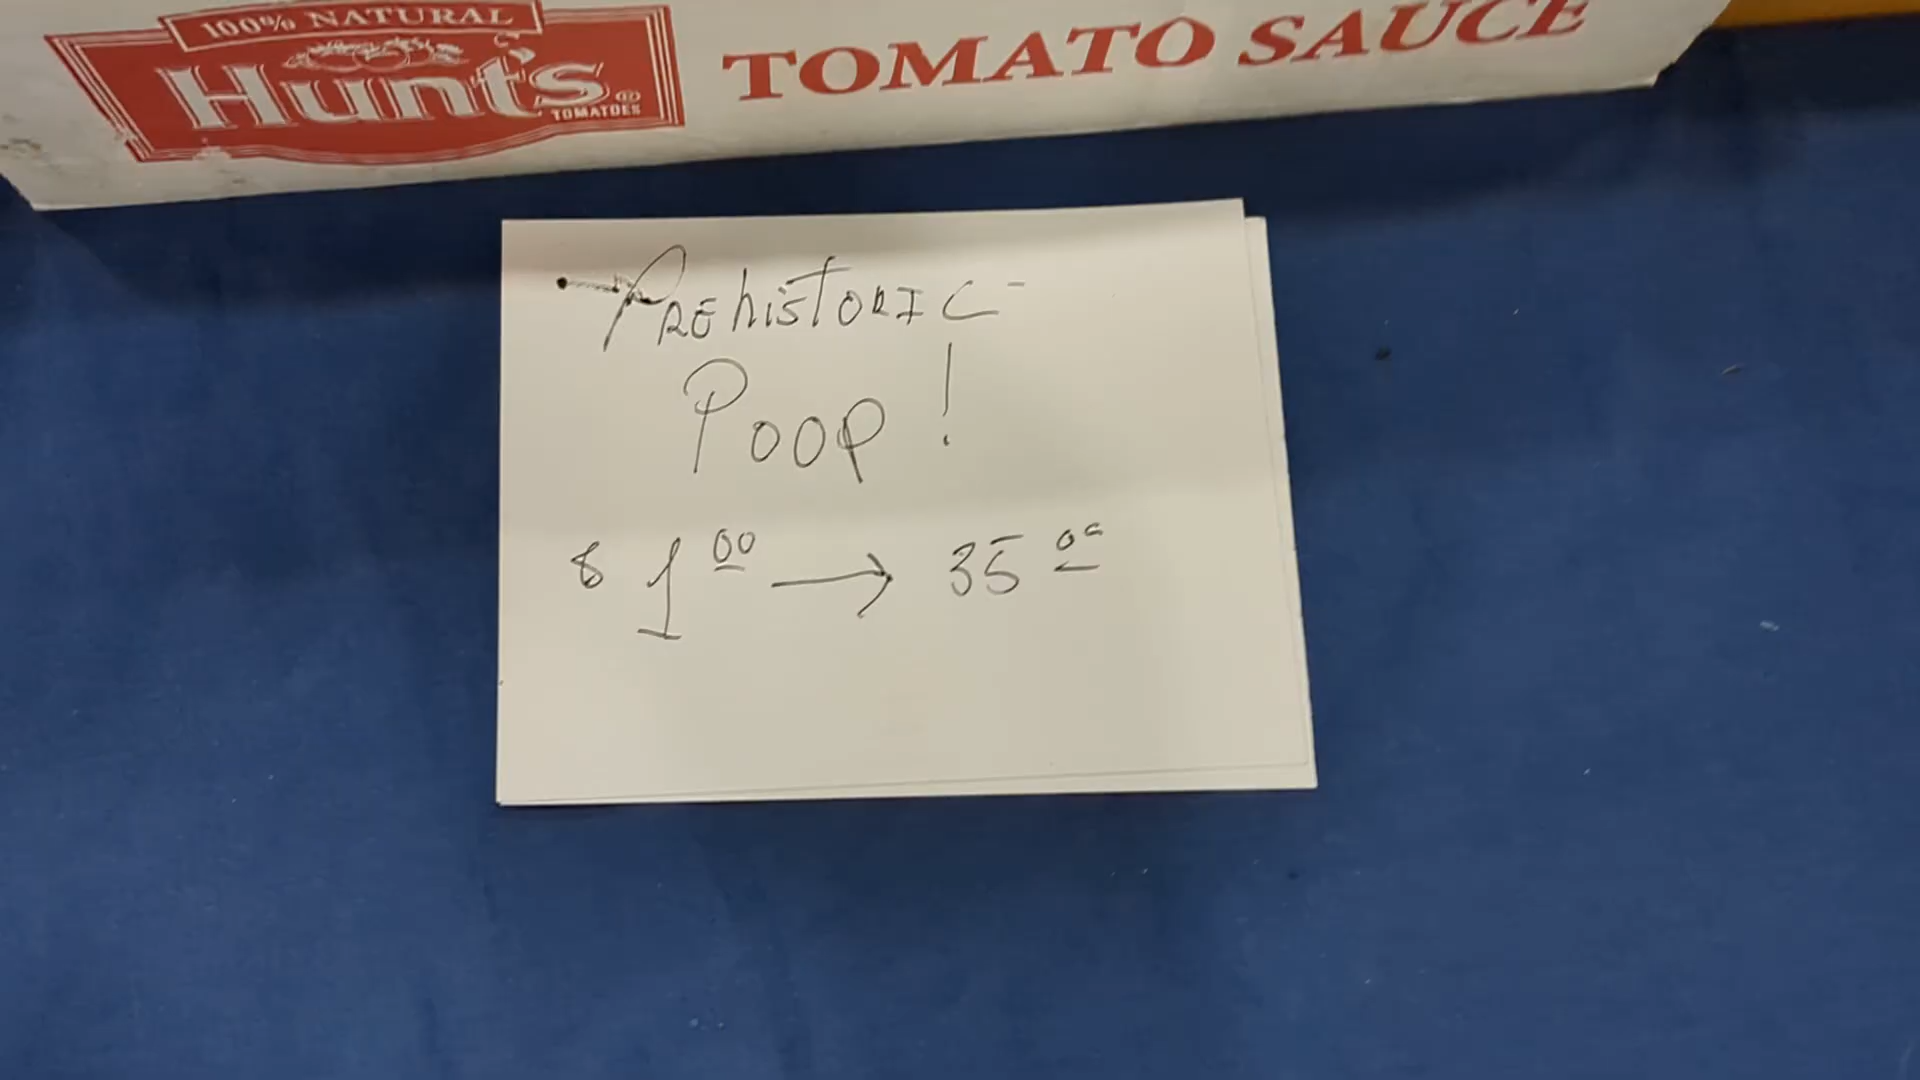 100% NATURAL
Hunt's®
TOMATOES
TOMATO SAUCE
PREhiSTORIC
POOP!
$ 1 00 → 35 00